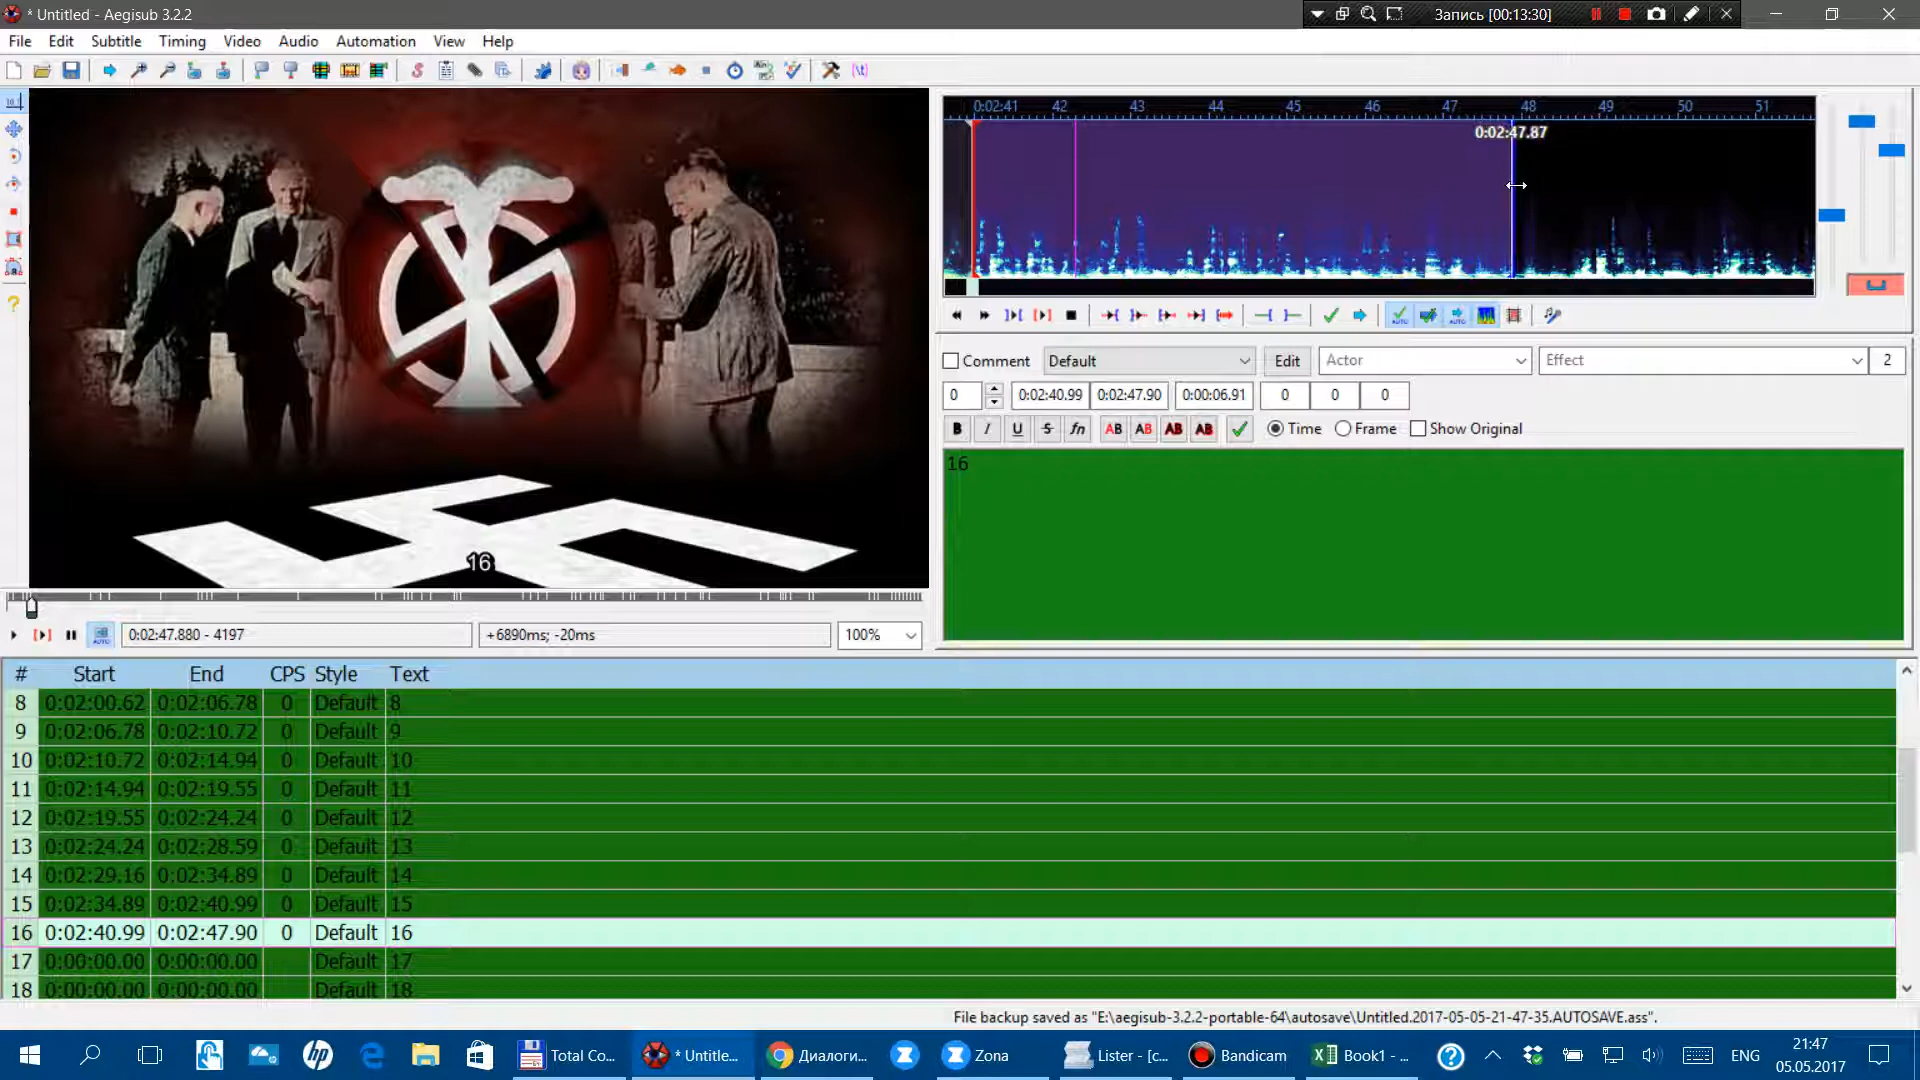 * Untitled - Aegisub 3.2.2
Запись [00:13:30]
File Edit Subtitle Timing Video Audio Automation View Help
0:02:41 42 43 44 45 46 47 48 49 50 51
0:02:47.87
Comment Default Edit Actor Effect 2
0 0:02:40.99 0:02:47.90 0:00:06.91 0 0 0
B I U S fn AB AB AB AB Time Frame Show Original
16
16
0:02:47.880 - 4197 +6890ms; -20ms 100%
# Start End CPS Style Text
8 0:02:00.62 0:02:06.78 0 Default 8
9 0:02:06.78 0:02:10.72 0 Default 9
10 0:02:10.72 0:02:14.94 0 Default 10
11 0:02:14.94 0:02:19.55 0 Default 11
12 0:02:19.55 0:02:24.24 0 Default 12
13 0:02:24.24 0:02:28.59 0 Default 13
14 0:02:29.16 0:02:34.89 0 Default 14
15 0:02:34.89 0:02:40.99 0 Default 15
16 0:02:40.99 0:02:47.90 0 Default 16
17 0:00:00.00 0:00:00.00 Default 17
18 0:00:00.00 0:00:00.00 Default 18
File backup saved as "E:\aegisub-3.2.2-portable-64\autosave\Untitled.2017-05-05-21-47-35.AUTOSAVE.ass".
Total Co... * Untitle... Диалоги... Zona Lister - [c... Bandicam Book1 - ... ENG 21:47
05.05.2017